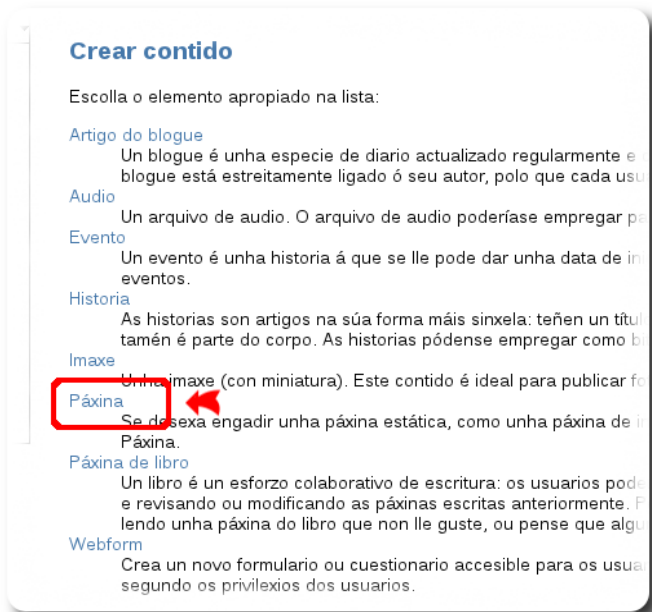 Crear contido
Escolla o elemento apropiado na lista:
Artigo do blogue
Un blogue é unha especie de diario actualizado regularmente e
blogue está estreitamente ligado ó seu autor, polo que cada
Audio
Un arquivo de audio. O arquivo de audio poderíase empregar
Evento
Un evento é unha historia á que se lle pode dar unha data de
eventos.
Historia
As historias son artigos na súa forma máis sinxela: teñen un
tamén é parte do corpo. As historias pódense empregar como
Imaxe
Unha imaxe (con miniatura). Este contido é ideal para publicar
Páxina
Se desexa engadir unha páxina estática, como unha páxina de
Páxina.
Páxina de libro
Un libro é un esforzo colaborativo de escritura: os usuarios
e revisando ou modificando as páxinas escritas anteriormente.
lendo unha páxina do libro que non lle guste, ou pense que
Webform
Crea un novo formulario ou cuestionario accesible para os
segundo os privilexios dos usuarios.